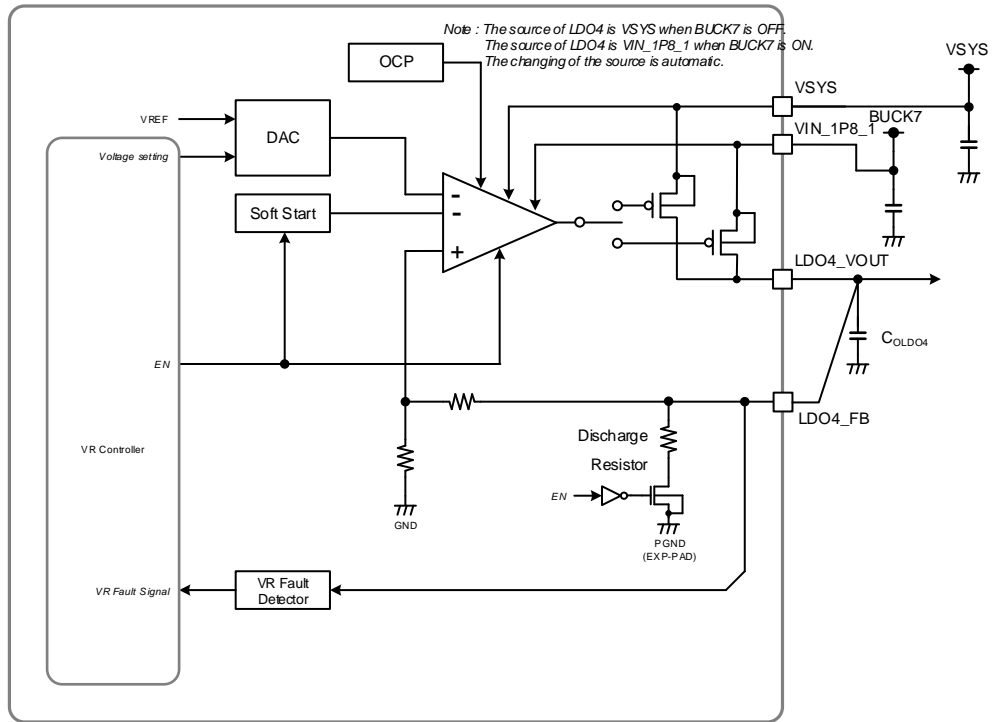 Note : The source of LDO4 is VSYS when BUCK7 is OFF.
The source of LDO4 is VIN_1P8_1 when BUCK7 is ON.
The changing of the source is automatic.
VSYS
OCP
VSYS
VREF
DAC
BUCK7
VIN_1P8_1
Voltage setting
-
Soft Start
-
+
LDO4_VOUT
COLDO4
EN
LDO4_FB
Discharge
Resistor
VR Controller
EN
GND
PGND
(EXP-PAD)
VR Fault Signal
VR Fault
Detector